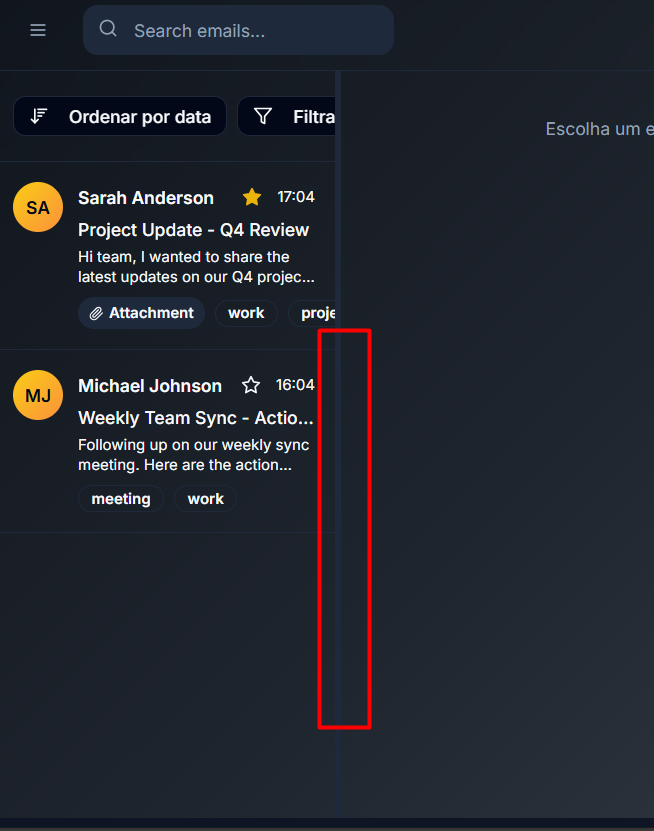 Search emails...
Ordenar por data
Filtra
Escolha um e
SA
Sarah Anderson
17:04
Project Update - Q4 Review
Hi team, I wanted to share the
latest updates on our Q4 projec...
Attachment
work
proje
MJ
Michael Johnson
16:04
Weekly Team Sync - Actio...
Following up on our weekly sync
meeting. Here are the action...
meeting
work